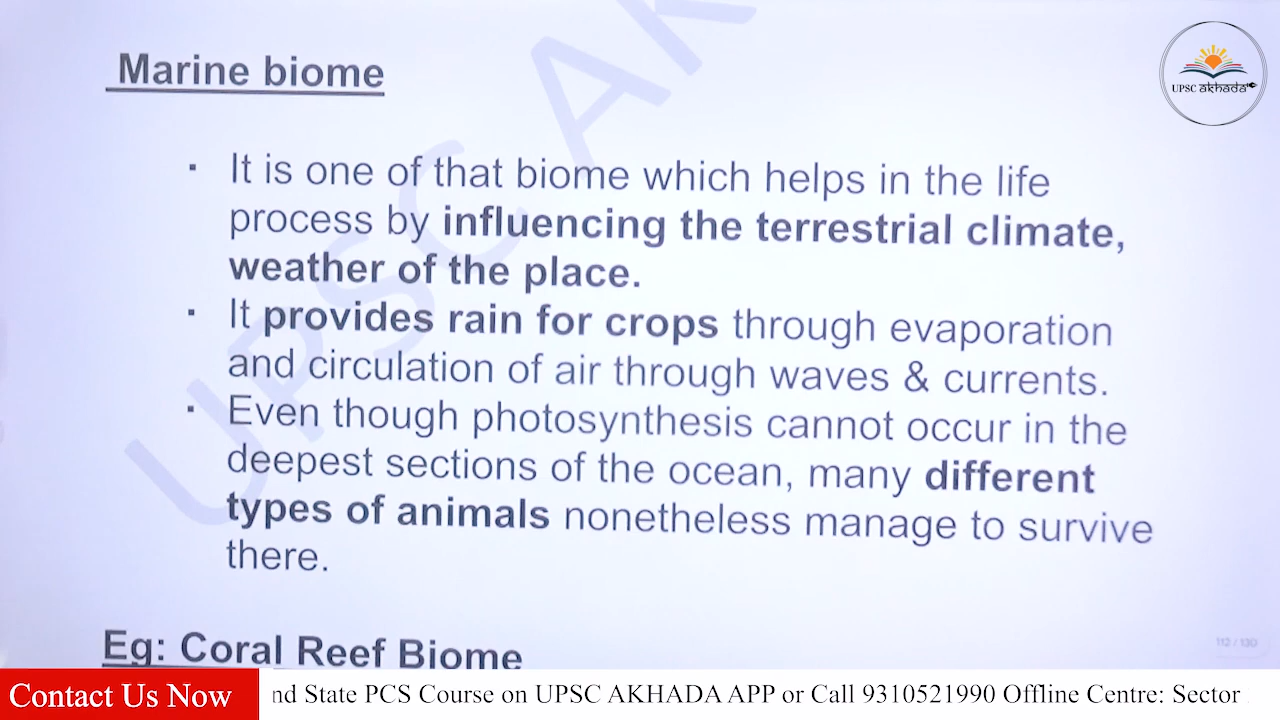 Marine biome
UPSC akhada
▪ It is one of that biome which helps in the life
process by influencing the terrestrial climate,
weather of the place.
▪ It provides rain for crops through evaporation
and circulation of air through waves & currents.
▪ Even though photosynthesis cannot occur in the
deepest sections of the ocean, many different
types of animals nonetheless manage to survive
there.
Eg: Coral Reef Biome
UPSC AK
112 / 130
Contact Us Now
nd State PCS Course on UPSC AKHADA APP or Call 9310521990 Offline Centre: Sector